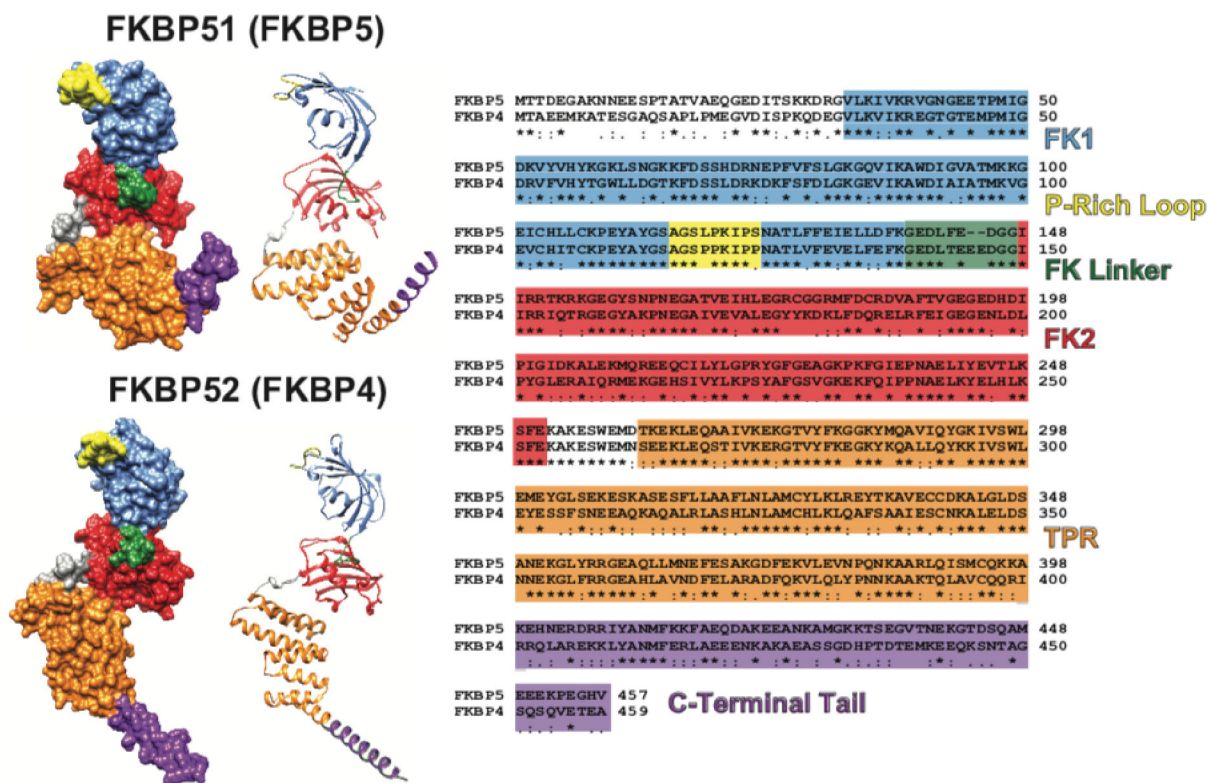 FKBP51 (FKBP5)
FKBP5 MTTDEGAKNNEESPTATVAEQGEDITSKKDRGVLKIVKRVGNGEETPMIG 50
FKBP4 MTAEEMKATESGAQSAPLPMEGVDISPKQDEGVLKVIKREGTGTEMPMIG 50
FK1
FKBP5 DKVYVHYKGKLSNGKKFDSSHDRNEPFVFSLGKGQVIKAWDIGVATMKKG 100
FKBP4 DRVFVHYTGWLLDGTKFDSSLDRKDKFSFDLGKGEVIKAWDIAIATMKVG 100
P-Rich Loop
FKBP5 EICHLLCKPEYAYGSAGSLPKIPSNATLFFEIELLDFKGEDLFE--DGGI 148
FKBP4 EVCHITCKPEYAYGSAGSPPKIPPNATLVFEVELFEFKGEDLTEEEDGGI 150
FK Linker
FKBP5 IRRTKRKGEGYSNPNEGATVEIHLEGRCGGRMFDCRDVAFTVGEGEDHDI 198
FKBP4 IRRIQTRGEGYAKPNEGAIVEVALEGYYKDKLFDQRELRFEIGEGENLDL 200
FK2
FKBP5 PIGIDKALEKMQREEQCILYLGPRYGFGEAGKPKFGIEPNAELIYEVTLK 248
FKBP4 PYGLERAIQRMEKGEHSIVYLKPSYAFGSVGKEKFQIPPNAELKYELHLK 250
FKBP52 (FKBP4)
FKBP5 SFEKAKESWEMDTKEKLEQAAIVKEKGTVYFKGGKYMQAVIQYGKIVSWL 298
FKBP4 SFEKAKESWEMNSEEKLEQSTIVKERGTVYFKEGKYKQALLQYKKIVSWL 300
FKBP5 EMEYGLSEKESKASESFLLAAFLNLAMCYLKLREYTKAVECCDKALGLDS 348
FKBP4 EYESSFSNEEAQKAQALRLASHLNLAMCHLKLQAFSAAIESCNKALELDS 350
TPR
FKBP5 ANEKGLYRRGEAQLLMNEFESAKGDFEKVLEVNPQNKAARLQISMCQKKA 398
FKBP4 NNEKGLFRRGEAHLAVNDFELARADFQKVLQLYPNNKAAKTQLAVCQQRI 400
FKBP5 KEHNERDRRIYANMFKKFAEQDAKEEANKAMGKKTSEGVTNEKGTDSQAM 448
FKBP4 RRQLAREKKLYANMFERLAEEENKAKAEASSGDHPTDTEMKEEQKSNTAG 450
FKBP5 EEEKPEGHV 457
FKBP4 SQSQVETEA 459
C-Terminal Tail